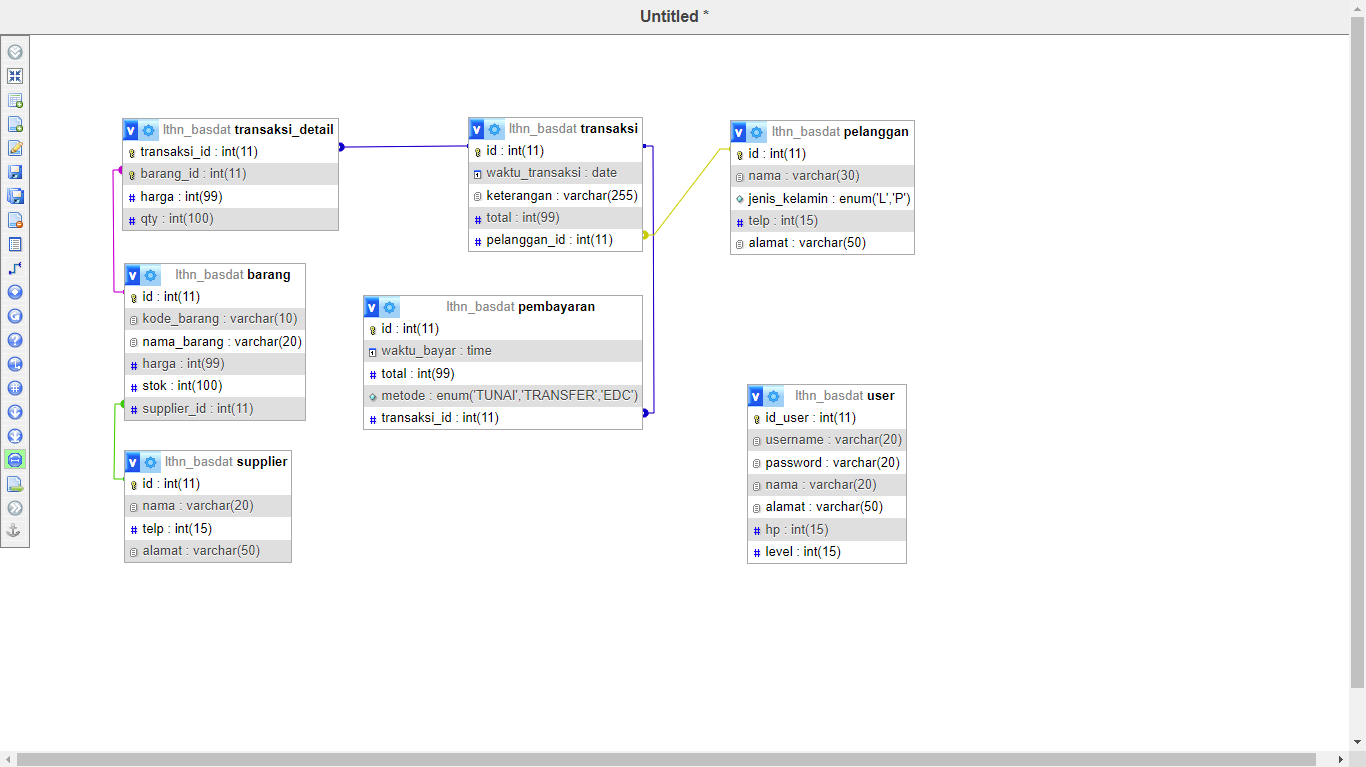 Untitled *
lthn_basdat transaksi_detail
transaksi_id : int(11)
barang_id : int(11)
harga : int(99)
qty : int(100)
lthn_basdat transaksi
id : int(11)
waktu_transaksi : date
keterangan : varchar(255)
total : int(99)
pelanggan_id : int(11)
lthn_basdat pelanggan
id : int(11)
nama : varchar(30)
jenis_kelamin : enum('L','P')
telp : int(15)
alamat : varchar(50)
lthn_basdat barang
id : int(11)
kode_barang : varchar(10)
nama_barang : varchar(20)
harga : int(99)
stok : int(100)
supplier_id : int(11)
lthn_basdat pembayaran
id : int(11)
waktu_bayar : time
total : int(99)
metode : enum('TUNAI','TRANSFER','EDC')
transaksi_id : int(11)
lthn_basdat user
id_user : int(11)
username : varchar(20)
password : varchar(20)
nama : varchar(20)
alamat : varchar(50)
hp : int(15)
level : int(15)
lthn_basdat supplier
id : int(11)
nama : varchar(20)
telp : int(15)
alamat : varchar(50)